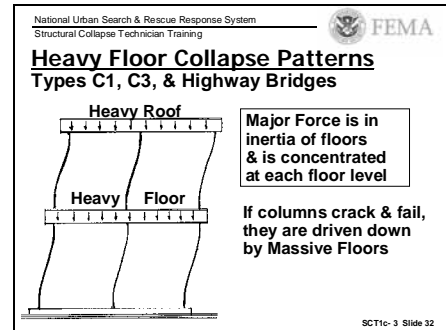 National Urban Search & Rescue Response System
Structural Collapse Technician Training
FEMA
Heavy Floor Collapse Patterns
Types C1, C3, & Highway Bridges
Heavy Roof
Heavy Floor
Major Force is in
inertia of floors
& is concentrated
at each floor level
If columns crack & fail,
they are driven down
by Massive Floors
SCT1c- 3 Slide 32